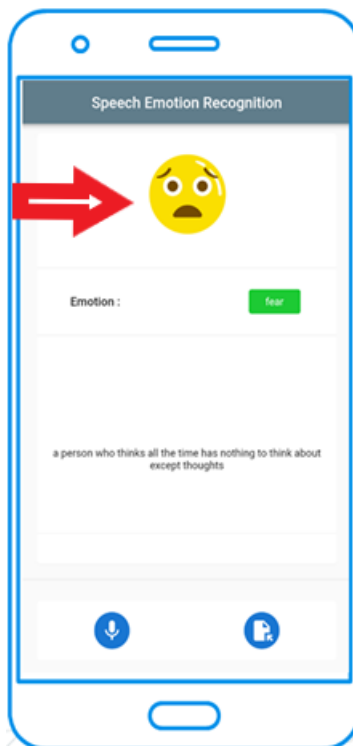 Speech Emotion Recognition
Emotion :
fear
a person who thinks all the time has nothing to think about
except thoughts